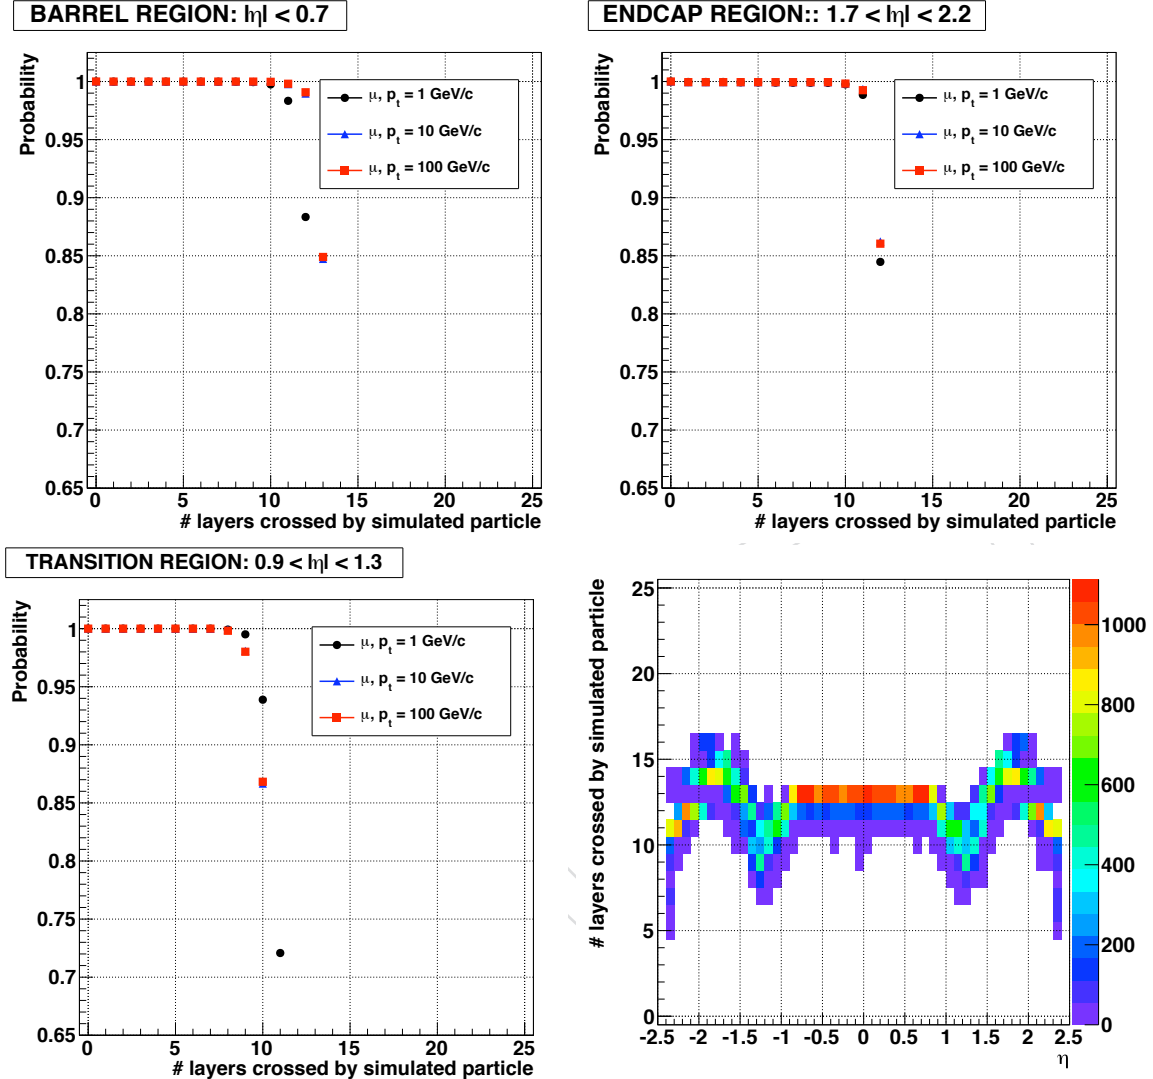 BARREL REGION: |η| < 0.7
Probability
1
0.95
0.9
0.85
0.8
0.75
0.7
0.65
μ, pt = 1 GeV/c
μ, pt = 10 GeV/c
μ, pt = 100 GeV/c
0 5 10 15 20 25
# layers crossed by simulated particle
ENDCAP REGION:: 1.7 < |η| < 2.2
Probability
1
0.95
0.9
0.85
0.8
0.75
0.7
0.65
μ, pt = 1 GeV/c
μ, pt = 10 GeV/c
μ, pt = 100 GeV/c
0 5 10 15 20 25
# layers crossed by simulated particle
TRANSITION REGION: 0.9 < |η| < 1.3
Probability
1
0.95
0.9
0.85
0.8
0.75
0.7
0.65
μ, pt = 1 GeV/c
μ, pt = 10 GeV/c
μ, pt = 100 GeV/c
0 5 10 15 20 25
# layers crossed by simulated particle
# layers crossed by simulated particle
25
20
15
10
5
0
-2.5 -2 -1.5 -1 -0.5 0 0.5 1 1.5 2 2.5
η
1000
800
600
400
200
0